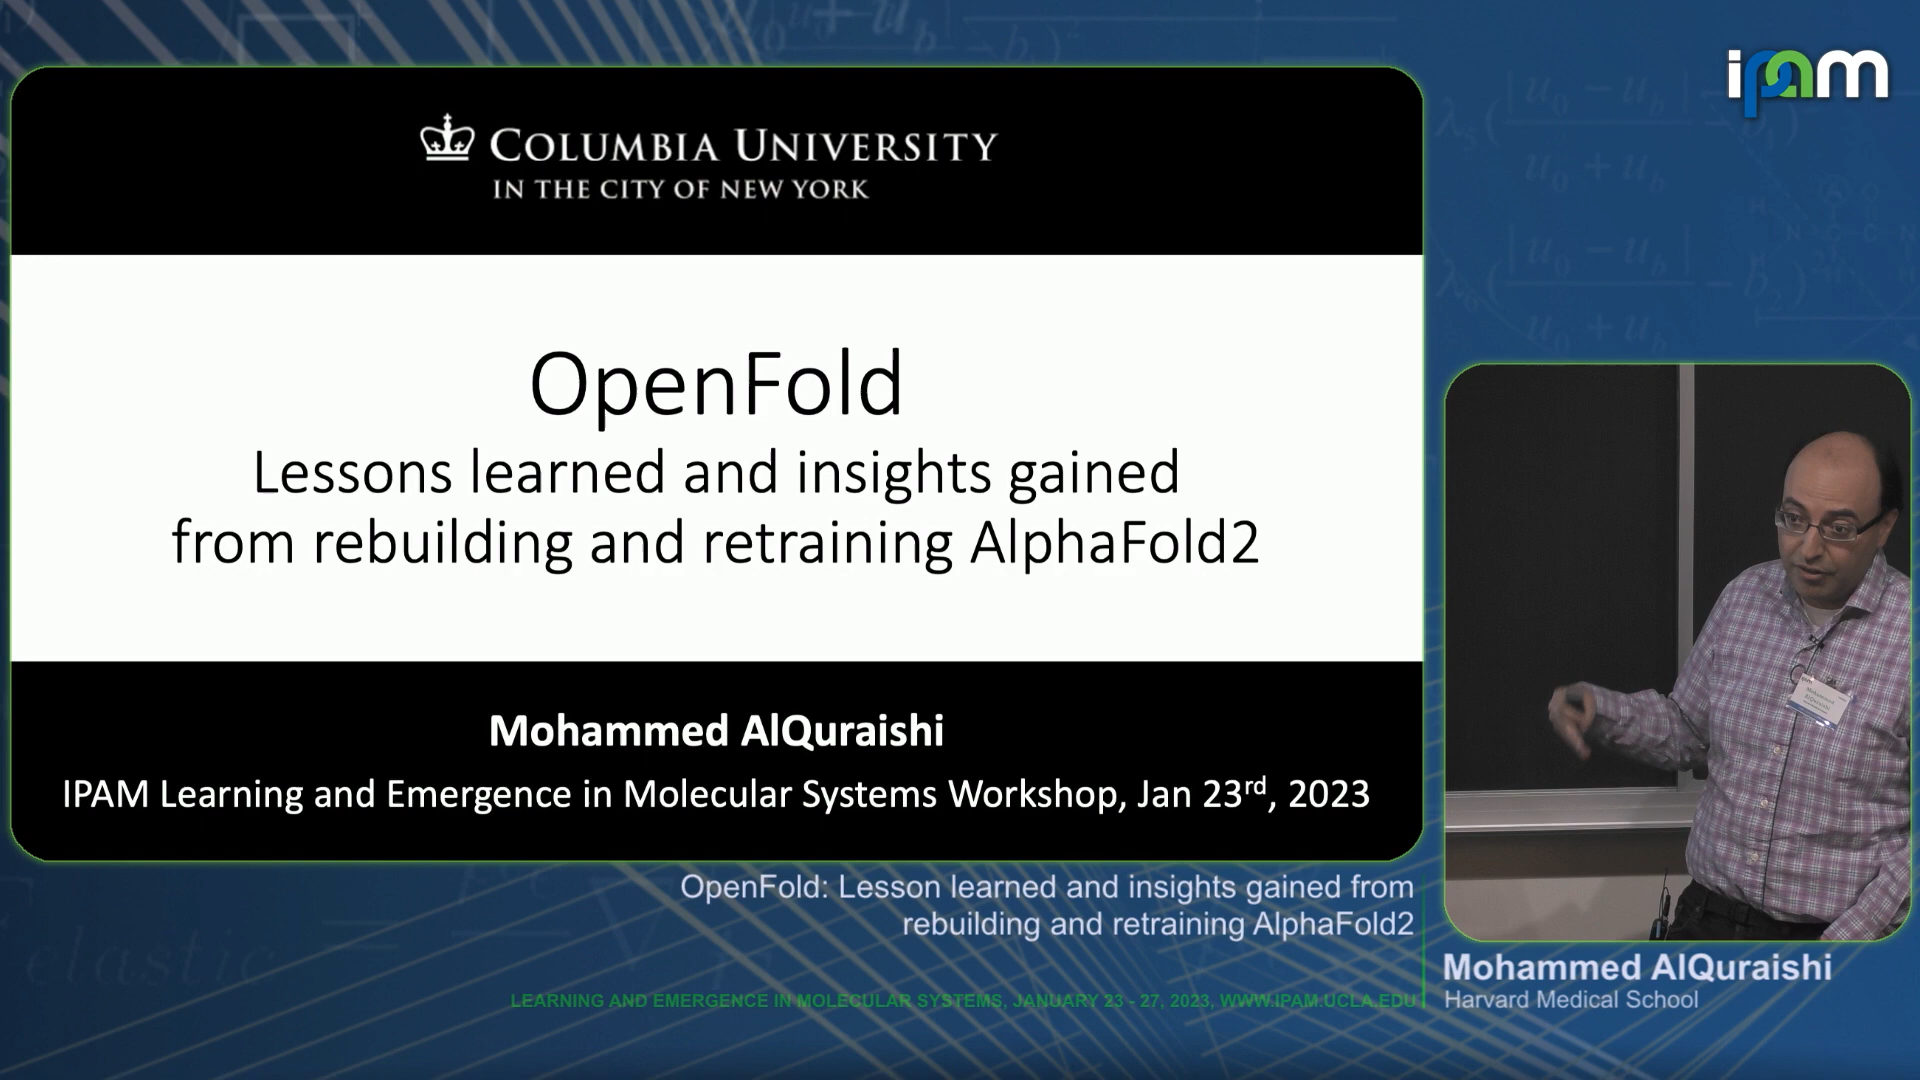 ipam
COLUMBIA UNIVERSITY
IN THE CITY OF NEW YORK
OpenFold
Lessons learned and insights gained
from rebuilding and retraining AlphaFold2
Mohammed AlQuraishi
IPAM Learning and Emergence in Molecular Systems Workshop, Jan 23rd, 2023
Mohammed
AlQuraishi
OpenFold: Lesson learned and insights gained from
rebuilding and retraining AlphaFold2
LEARNING AND EMERGENCE IN MOLECULAR SYSTEMS, JANUARY 23 - 27, 2023, WWW.IPAM.UCLA.EDU
Mohammed AlQuraishi
Harvard Medical School
elastic